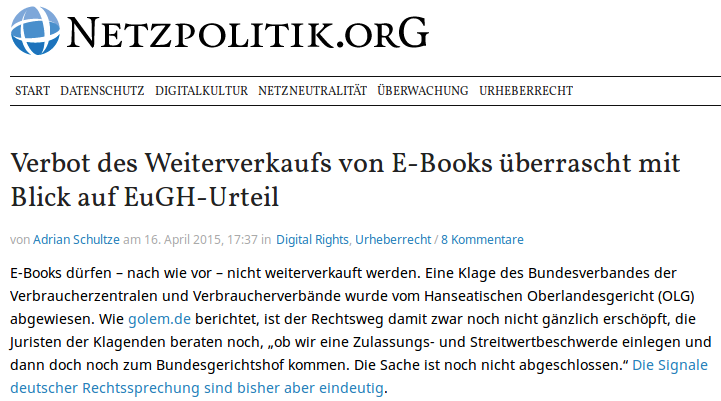 NETZPOLITIK.ORG
START DATENSCHUTZ DIGITALKULTUR NETZNEUTRALITÄT ÜBERWACHUNG URHEBERRECHT
Verbot des Weiterverkaufs von E-Books überrascht mit
Blick auf EuGH-Urteil
von Adrian Schultze am 16. April 2015, 17:37 in Digital Rights, Urheberrecht / 8 Kommentare
E-Books dürfen – nach wie vor – nicht weiterverkauft werden. Eine Klage des Bundesverbandes der
Verbraucherzentralen und Verbraucherverbände wurde vom Hanseatischen Oberlandesgericht (OLG)
abgewiesen. Wie golem.de berichtet, ist der Rechtsweg damit zwar noch nicht gänzlich erschöpft, die
Juristen der Klagenden beraten noch, „ob wir eine Zulassungs- und Streitwertbeschwerde einlegen und
dann doch noch zum Bundesgerichtshof kommen. Die Sache ist noch nicht abgeschlossen.“ Die Signale
deutscher Rechtssprechung sind bisher aber eindeutig.